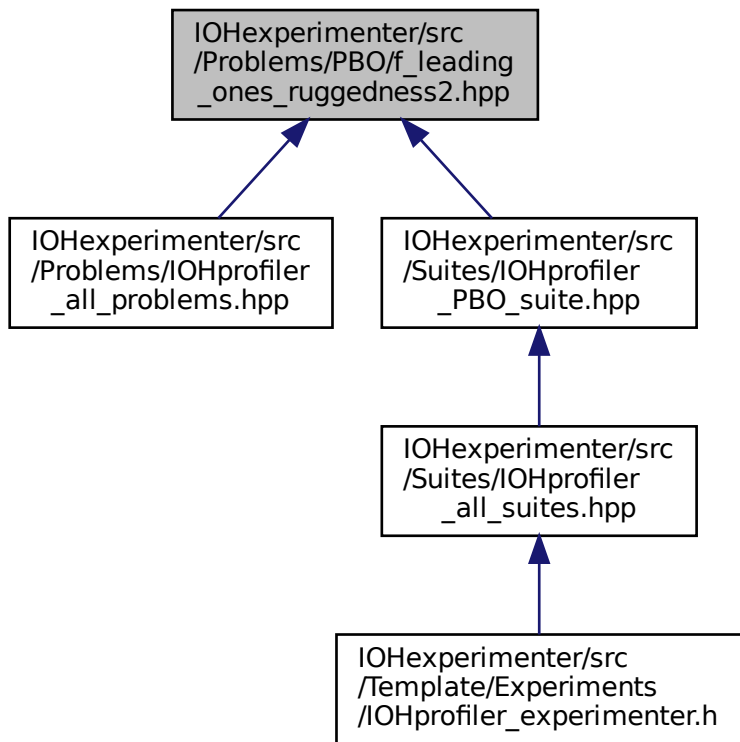 IOHexperimenter/src
/Problems/PBO/f_leading
_ones_ruggedness2.hpp
IOHexperimenter/src
/Problems/IOHprofiler
_all_problems.hpp
IOHexperimenter/src
/Suites/IOHprofiler
_PBO_suite.hpp
IOHexperimenter/src
/Suites/IOHprofiler
_all_suites.hpp
IOHexperimenter/src
/Template/Experiments
/IOHprofiler_experimenter.h